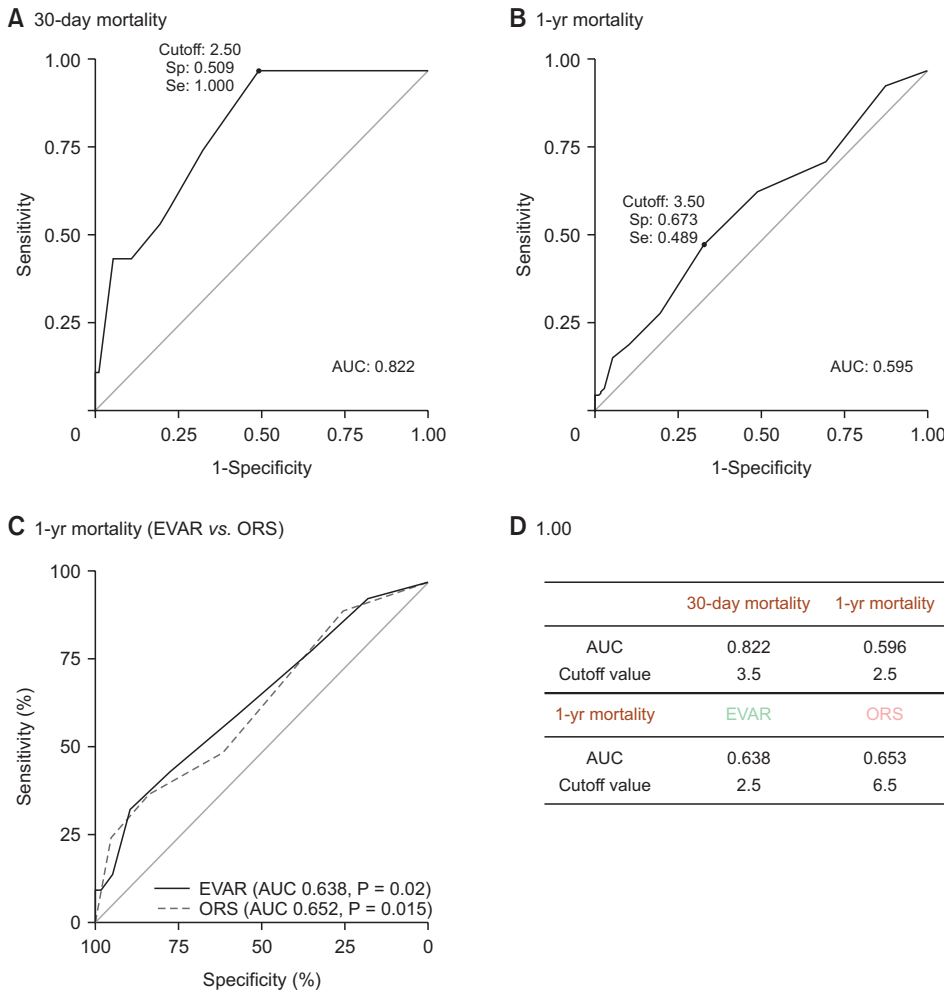 A 30-day mortality
Cutoff: 2.50
Sp: 0.509
Se: 1.000
1.00
0.75
0.50
0.25
0
0.25
0.50
0.75
1.00
Sensitivity
1-Specificity
AUC: 0.822
B 1-yr mortality
Cutoff: 3.50
Sp: 0.673
Se: 0.489
1.00
0.75
0.50
0.25
0
0.25
0.50
0.75
1.00
Sensitivity
1-Specificity
AUC: 0.595
C 1-yr mortality (EVAR vs. ORS)
100
75
50
25
0
100
75
50
25
0
Sensitivity (%)
Specificity (%)
EVAR (AUC 0.638, P = 0.02)
ORS (AUC 0.652, P = 0.015)
D 1.00
30-day mortality 1-yr mortality
AUC 0.822 0.596
Cutoff value 3.5 2.5
1-yr mortality EVAR ORS
AUC 0.638 0.653
Cutoff value 2.5 6.5